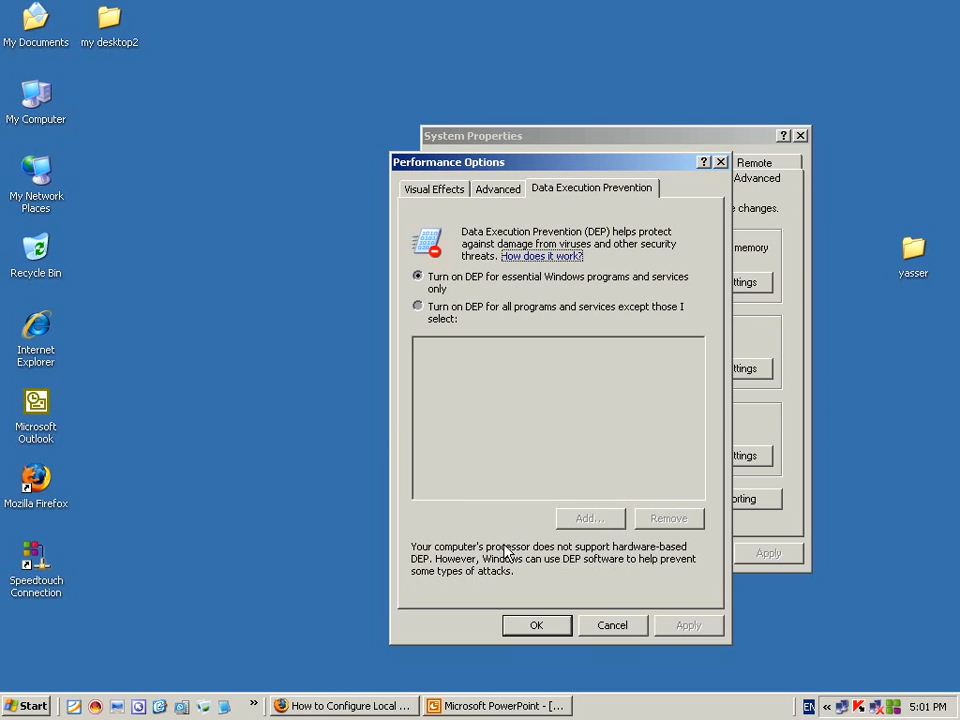 My Documents
my desktop2
My Computer
My Network
Places
Recycle Bin
Internet
Explorer
Microsoft
Outlook
Mozilla Firefox
Speedtouch
Connection
yasser
System Properties
Remote
Advanced
e changes.
memory
ttings
ttings
ttings
orting
Apply
Performance Options
Visual Effects
Advanced
Data Execution Prevention
Data Execution Prevention (DEP) helps protect
against damage from viruses and other security
threats. How does it work?
Turn on DEP for essential Windows programs and services
only
Turn on DEP for all programs and services except those I
select:
Add...
Remove
Your computer's processor does not support hardware-based
DEP. However, Windows can use DEP software to help prevent
some types of attacks.
OK
Cancel
Apply
Start
How to Configure Local ...
Microsoft PowerPoint - [...
EN
5:01 PM